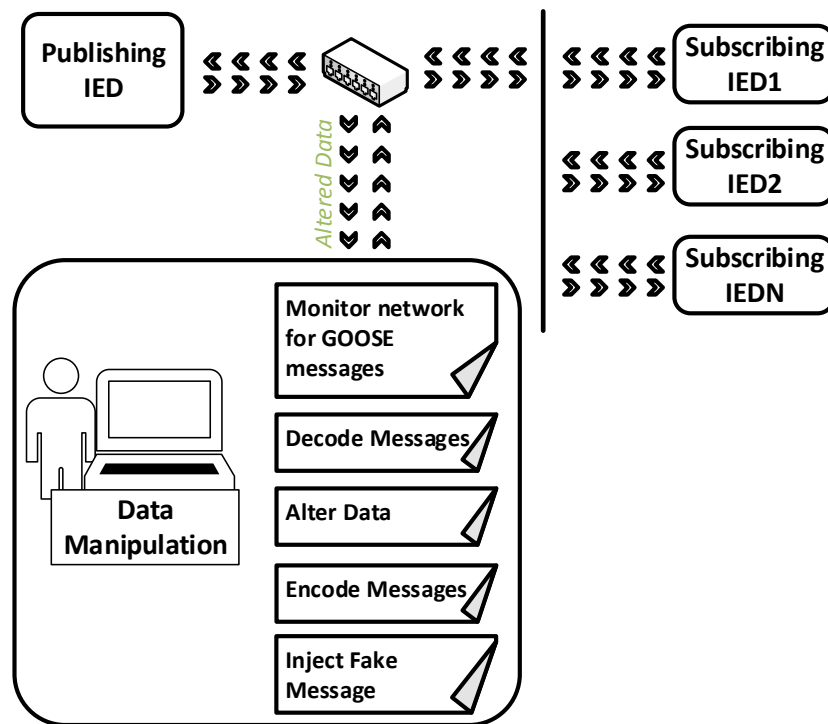 Publishing
IED
Subscribing
IED1
Subscribing
IED2
Subscribing
IEDN
Altered Data
Monitor network
for GOOSE
messages
Decode Messages
Alter Data
Encode Messages
Inject Fake
Message
Data
Manipulation